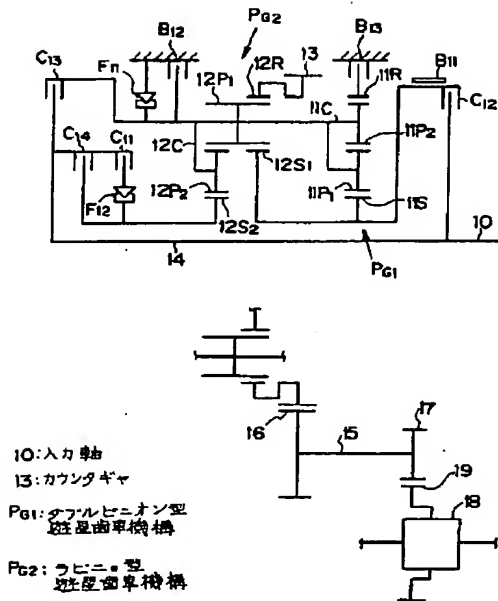 PG2
B12
B13
C13
F11
12R
13
12P1
11R
B11
C14
C11
12C
11C
12S1
11P2
C12
12P2
11P1
F12
12S2
11S
14
10
PG1
16
15
17
19
18
10:入力軸
13:カウンタギャ
PG1:ダブルピニオン型
遊星歯車機構
PG2:ラビニョ型
遊星歯車機構